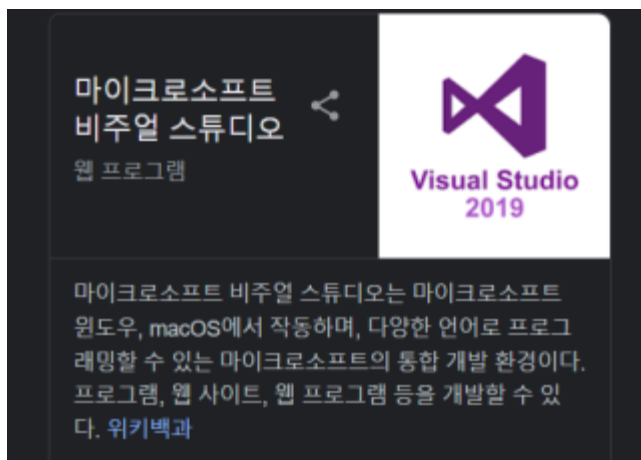 마이크로소프트
비주얼 스튜디오
웹 프로그램
Visual Studio
2019
마이크로소프트 비주얼 스튜디오는 마이크로소프트
윈도우, macOS에서 작동하며, 다양한 언어로 프로그
래밍할 수 있는 마이크로소프트의 통합 개발 환경이다.
프로그램, 웹 사이트, 웹 프로그램 등을 개발할 수 있
다. 위키백과